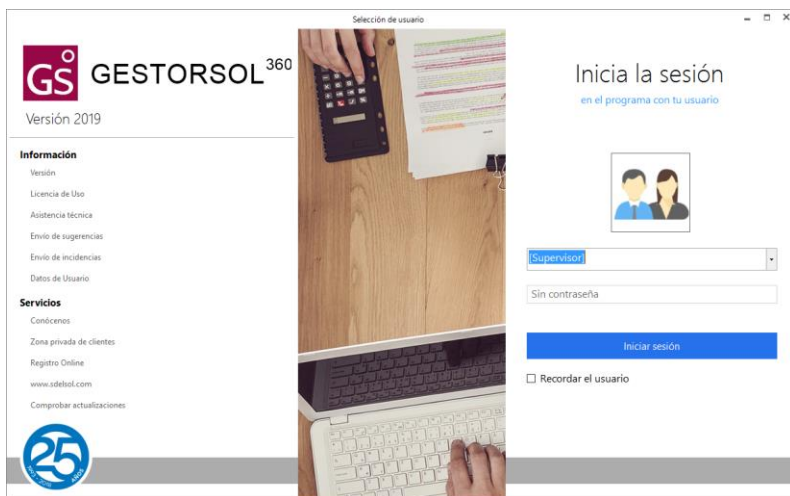 Selección de usuario
GS
GESTORSOL 360
Versión 2019
Información
Versión
Licencia de Uso
Asistencia técnica
Envío de sugerencias
Envío de incidencias
Datos de Usuario
Servicios
Conócenos
Zona privada de clientes
Registro Online
www.sdelsol.com
Comprobar actualizaciones
25
AÑOS
Inicia la sesión
en el programa con tu usuario
[Supervisor]
Sin contraseña
Iniciar sesión
Recordar el usuario